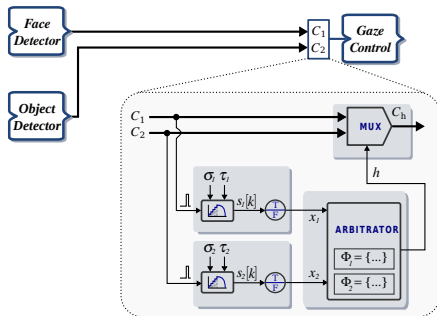 Face
Detector
C1
C2
Gaze
Control
Object
Detector
C1
C2
MUX
Ch
h
σ1 τ1
s1[k]
T
F
x1
ARBITRATOR
Φ1 = {...}
Φ2 = {...}
σ2 τ2
s2[k]
T
F
x2